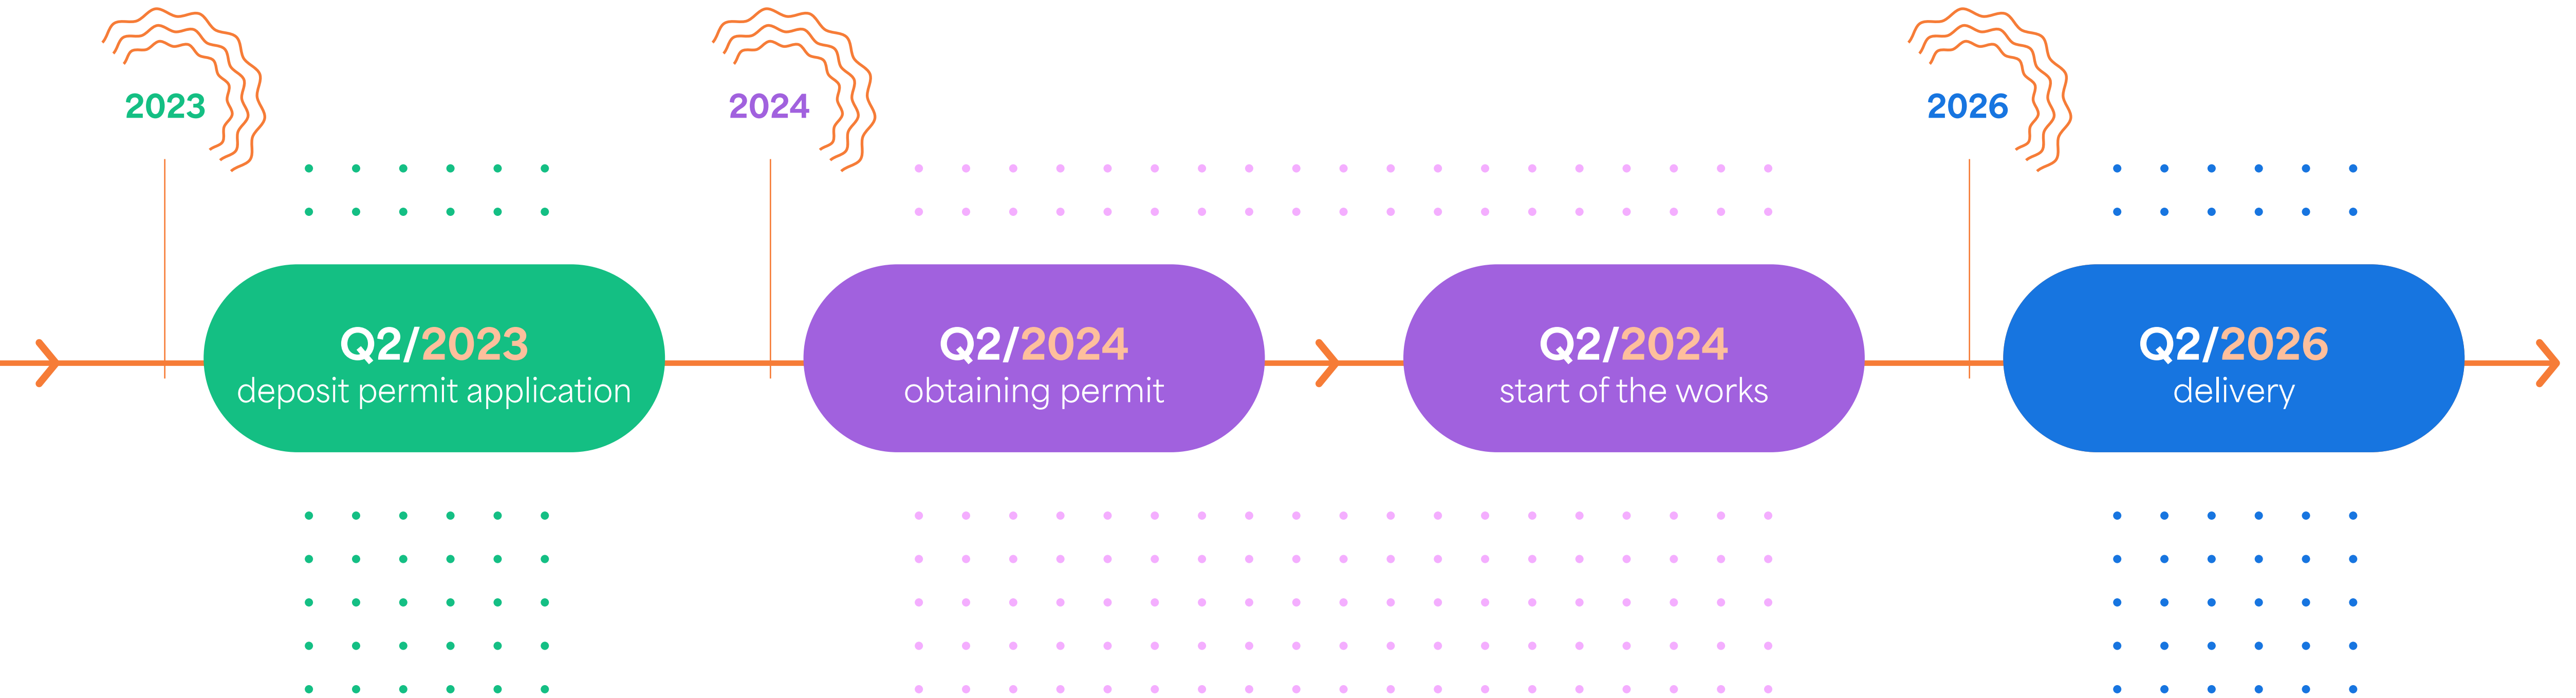 2023
2024
2026
Q2/2023
deposit permit application
Q2/2024
obtaining permit
Q2/2024
start of the works
Q2/2026
delivery